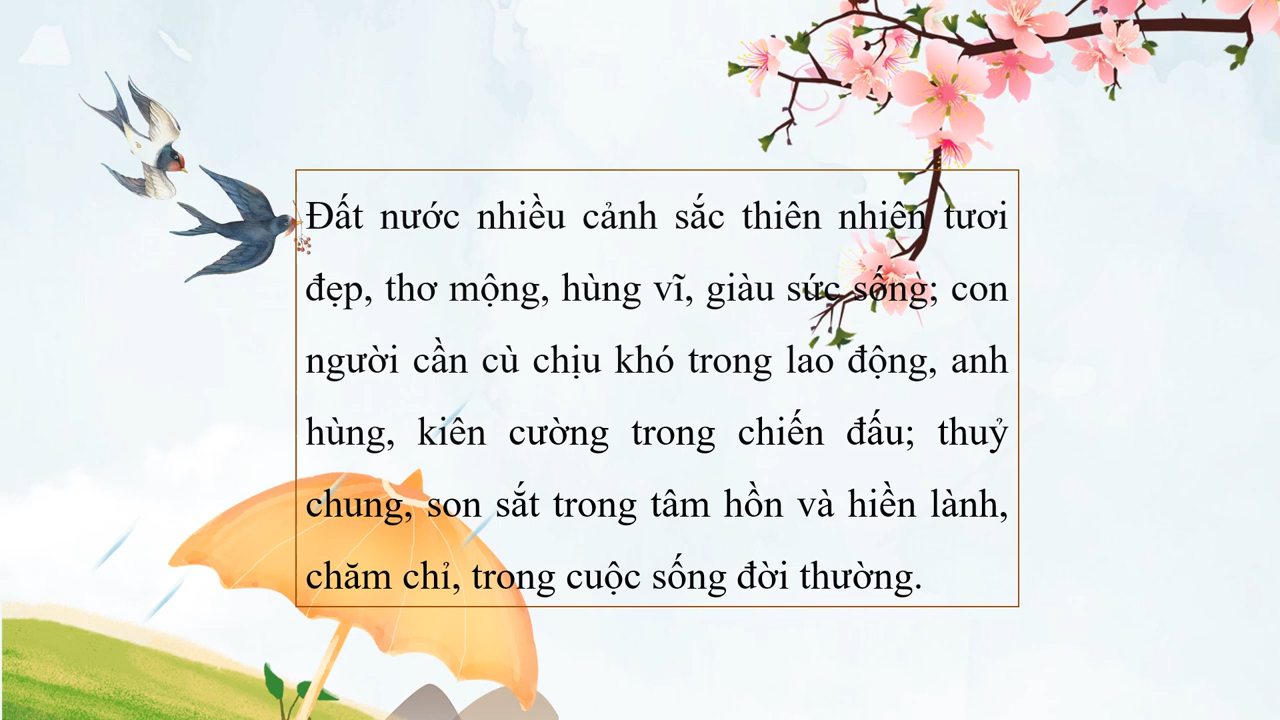 Đất nước nhiều cảnh sắc thiên nhiên tươi
đẹp, thơ mộng, hùng vĩ, giàu sức sống; con
người cần cù chịu khó trong lao động, anh
hùng, kiên cường trong chiến đấu; thuỷ
chung, son sắt trong tâm hồn và hiền lành,
chăm chỉ, trong cuộc sống đời thường.